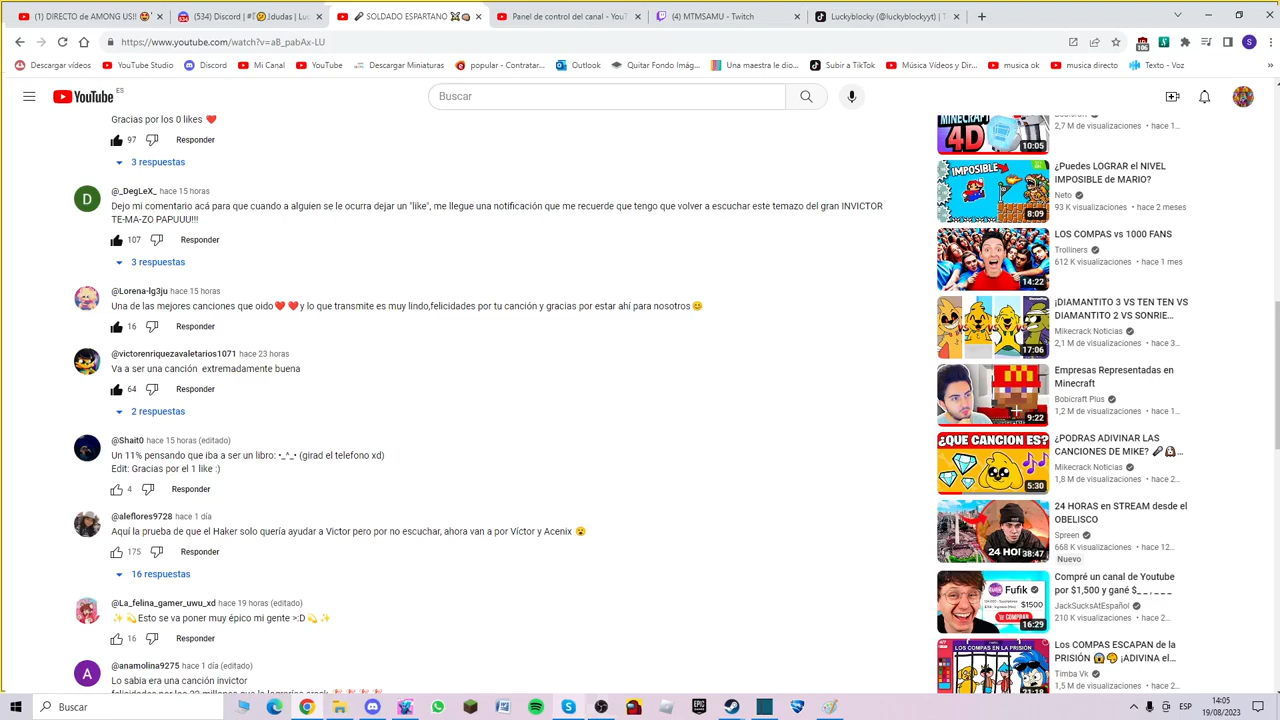 (1) DIRECTO de AMONG US!!
(534) Discord | #
!dudas | Lu
SOLDADO ESPARTANO
Panel de control del canal - YouT
(4) MTMSAMU - Twitch
Luckyblocky (@luckyblockyyt) | T
https://www.youtube.com/watch?v=aB_pabAx-LU
106
S
Descargar vídeos
YouTube Studio
Discord
Mi Canal
YouTube
Descargar Miniaturas
popular - Contratar...
Outlook
Quitar Fondo Imág...
Una maestra le dio...
Subir a TikTok
Música Vídeos y Dir...
musica ok
musica directo
Texto - Voz
YouTube ES
Buscar
Gracias por los 0 likes ❤️
97 Responder
3 respuestas
D
@_DegLeX_ hace 15 horas
Dejo mi comentario acá para que cuando a alguien se le ocurra dejar un "like", me llegue una notificación que me recuerde que tengo que volver a escuchar este temazo del gran INVICTOR
TE-MA-ZO PAPUUU!!!
107 Responder
3 respuestas
@Lorena-lg3ju hace 15 horas
Una de las mejores canciones que oido❤️ ❤️y lo que transmite es muy lindo,felicidades por tu canción y gracias por estar ahí para nosotros😊
16 Responder
@victorenriquezavaletarios1071 hace 23 horas
Va a ser una canción extremadamente buena
64 Responder
2 respuestas
@Shait0 hace 15 horas (editado)
Un 11% pensando que iba a ser un libro: •_^_• (girad el telefono xd)
Edit: Gracias por el 1 like :)
4 Responder
@aleflores9728 hace 1 día
Aquí la prueba de que el Haker solo quería ayudar a Victor pero por no escuchar, ahora van a por Víctor y Acenix 😮
175 Responder
16 respuestas
@La_felina_gamer_uwu_xd hace 19 horas (editado)
✨ 💫Esto se va poner muy épico mi gente >:D💫 ✨
16 Responder
A
@anamolina9275 hace 1 día (editado)
Lo sabia era una canción invictor
MINECRAFT
4D
10:05
2,7 M de visualizaciones • hace 1...
IMPOSIBLE
8:09
¿Puedes LOGRAR el NIVEL
IMPOSIBLE de MARIO?
Neto
93 K visualizaciones • hace 2 meses
14:22
LOS COMPAS vs 1000 FANS
Trolliners
612 K visualizaciones • hace 1 mes
17:06
¡DIAMANTITO 3 VS TEN TEN VS
DIAMANTITO 2 VS SONRIE...
Mikecrack Noticias
2,1 M de visualizaciones • hace 3...
9:22
Empresas Representadas en
Minecraft
Bobicraft Plus
1,2 M de visualizaciones • hace 1...
¿QUE CANCION ES?
5:30
¿PODRAS ADIVINAR LAS
CANCIONES DE MIKE?
Mikecrack Noticias
1,8 M de visualizaciones • hace 2...
24 HOR
38:47
24 HORAS en STREAM desde el
OBELISCO
Spreen
668 K visualizaciones • hace 12...
Nuevo
Fufik
$1500
COMPRAR
16:29
Compré un canal de Youtube
por $1,500 y gané $_ _ , _ _ _
JackSucksAtEspañol
210 K visualizaciones • hace 2...
LOS COMPAS EN LA PRISIÓN
21:18
Los COMPAS ESCAPAN de la
PRISIÓN 😱 ¡ADIVINA el...
Timba Vk
1,5 M de visualizaciones • hace 2...
Buscar
EPIC
ESP
14:05
19/08/2023